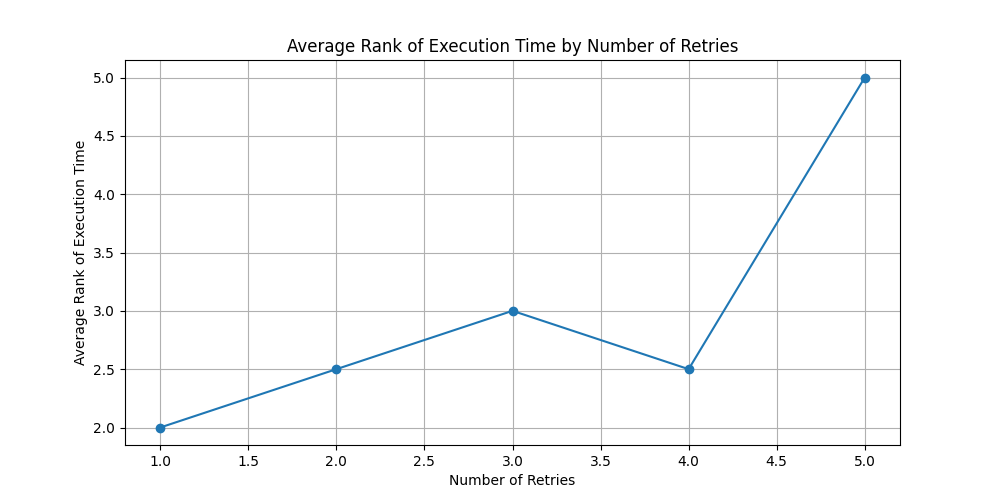 Average Rank of Execution Time by Number of Retries
Average Rank of Execution Time
5.0
4.5
4.0
3.5
3.0
2.5
2.0
1.0 1.5 2.0 2.5 3.0 3.5 4.0 4.5 5.0
Number of Retries